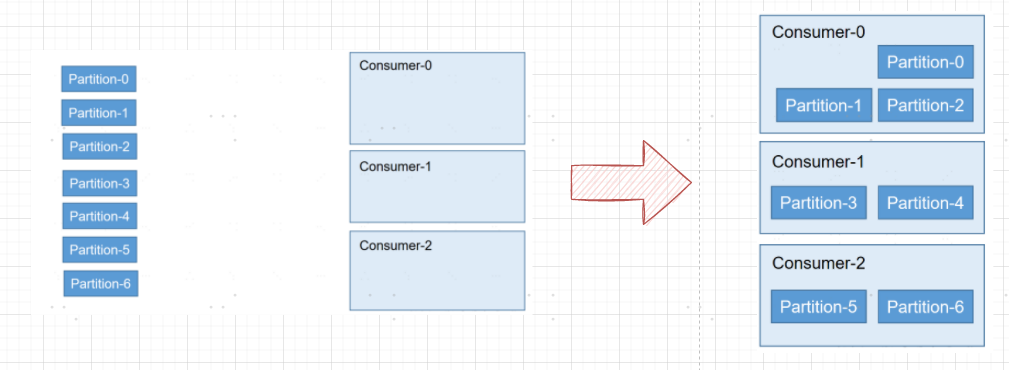 Partition-0
Partition-1
Partition-2
Partition-3
Partition-4
Partition-5
Partition-6
Consumer-0
Consumer-1
Consumer-2
Consumer-0
Partition-0
Partition-1 Partition-2
Consumer-1
Partition-3 Partition-4
Consumer-2
Partition-5 Partition-6